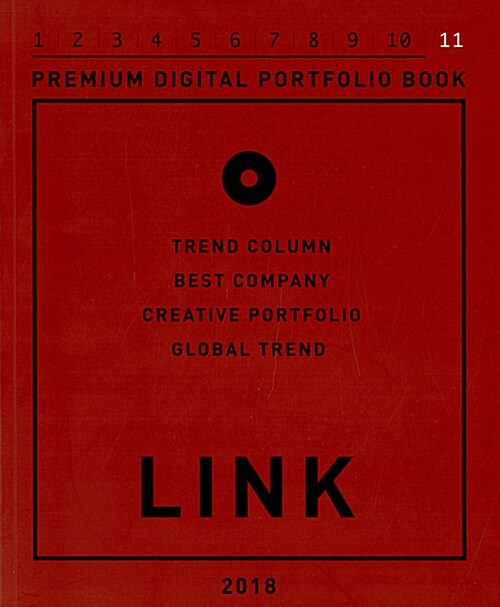 1 | 2 | 3 | 4 | 5 | 6 | 7 | 8 | 9 | 10 | 11
PREMIUM DIGITAL PORTFOLIO BOOK
TREND COLUMN
BEST COMPANY
CREATIVE PORTFOLIO
GLOBAL TREND
LINK
2018